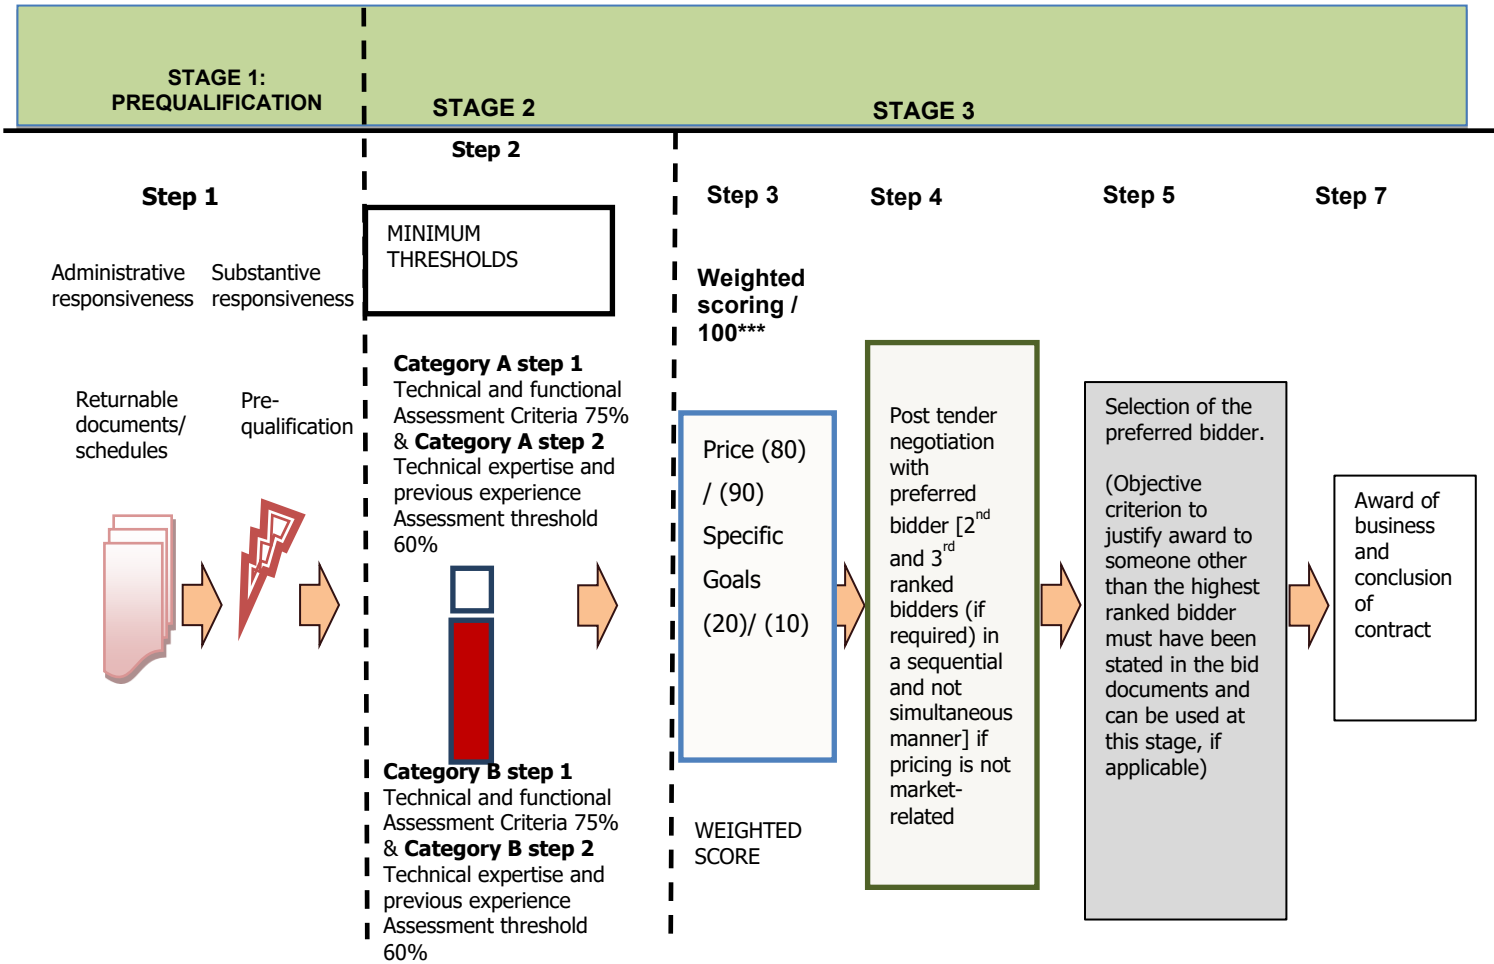 STAGE 1:
PREQUALIFICATION
STAGE 2
STAGE 3
Step 1
Administrative
responsiveness
Substantive
responsiveness
Returnable
documents/
schedules
Pre-
qualification
Step 2
MINIMUM
THRESHOLDS
Category A step 1
Technical and functional
Assessment Criteria 75%
& Category A step 2
Technical expertise and
previous experience
Assessment threshold
60%
Category B step 1
Technical and functional
Assessment Criteria 75%
& Category B step 2
Technical expertise and
previous experience
Assessment threshold
60%
Step 3
Weighted
scoring /
100***
Price (80)
/ (90)
Specific
Goals
(20)/ (10)
WEIGHTED
SCORE
Step 4
Post tender
negotiation
with
preferred
bidder [2nd
and 3rd
ranked
bidders (if
required) in
a sequential
and not
simultaneous
manner] if
pricing is not
market-
related
Step 5
Selection of the
preferred bidder.
(Objective
criterion to
justify award to
someone other
than the highest
ranked bidder
must have been
stated in the bid
documents and
can be used at
this stage, if
applicable)
Step 7
Award of
business
and
conclusion
of
contract